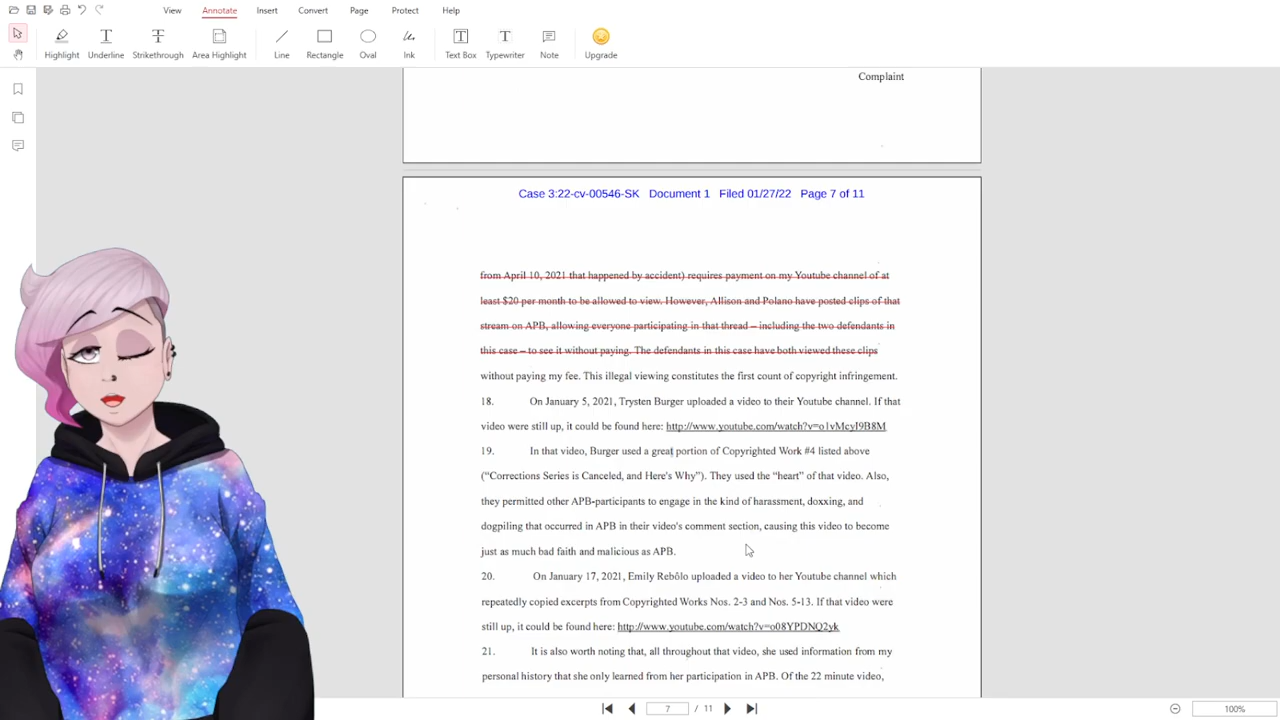 View Annotate Insert Convert Page Protect Help
Highlight Underline Strikethrough Area Highlight Line Rectangle Oval Ink Text Box Typewriter Note Upgrade
Complaint
Case 3:22-cv-00546-SK Document 1 Filed 01/27/22 Page 7 of 11
from April 10, 2021 that happened by accident) requires payment on my Youtube channel of at
least $20 per month to be allowed to view. However, Allison and Polano have posted clips of that
stream on APB, allowing everyone participating in that thread – including the two defendants in
this case – to see it without paying. The defendants in this case have both viewed these clips
without paying my fee. This illegal viewing constitutes the first count of copyright infringement.
18. On January 5, 2021, Trysten Burger uploaded a video to their Youtube channel. If that
video were still up, it could be found here: http://www.youtube.com/watch?v=o1vMcyI9B8M
19. In that video, Burger used a great portion of Copyrighted Work #4 listed above
(“Corrections Series is Canceled, and Here's Why”). They used the “heart” of that video. Also,
they permitted other APB-participants to engage in the kind of harassment, doxxing, and
dogpiling that occurred in APB in their video's comment section, causing this video to become
just as much bad faith and malicious as APB.
20. On January 17, 2021, Emily Rebôlo uploaded a video to her Youtube channel which
repeatedly copied excerpts from Copyrighted Works Nos. 2-3 and Nos. 5-13. If that video were
still up, it could be found here: http://www.youtube.com/watch?v=o08YPDNQ2yk
21. It is also worth noting that, all throughout that video, she used information from my
personal history that she only learned from her participation in APB. Of the 22 minute video,
7 / 11 100%